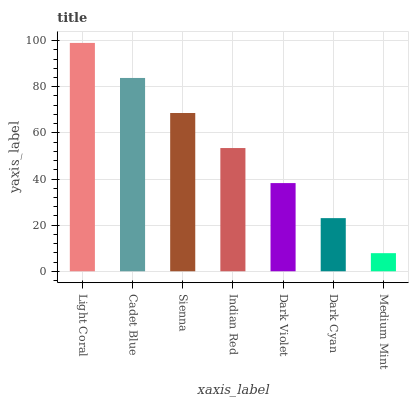 title
100
80
60
40
20
0
yaxis_label
Light Coral
Cadet Blue
Sienna
Indian Red
Dark Violet
Dark Cyan
Medium Mint
xaxis_label